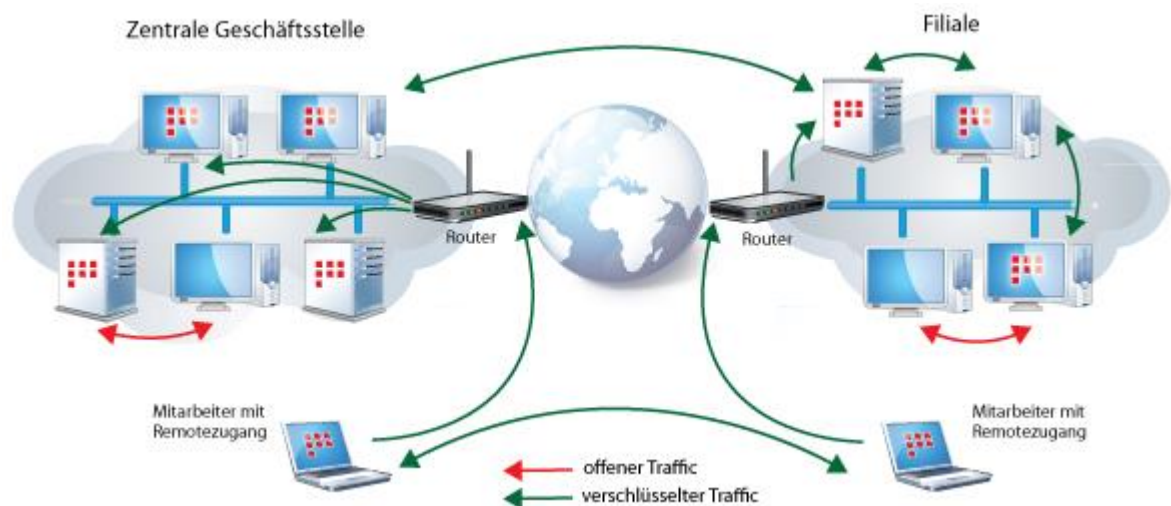 Zentrale Geschäftsstelle
Filiale
Router
Router
Mitarbeiter mit
Remotezugang
Mitarbeiter mit
Remotezugang
offener Traffic
verschlüsselter Traffic